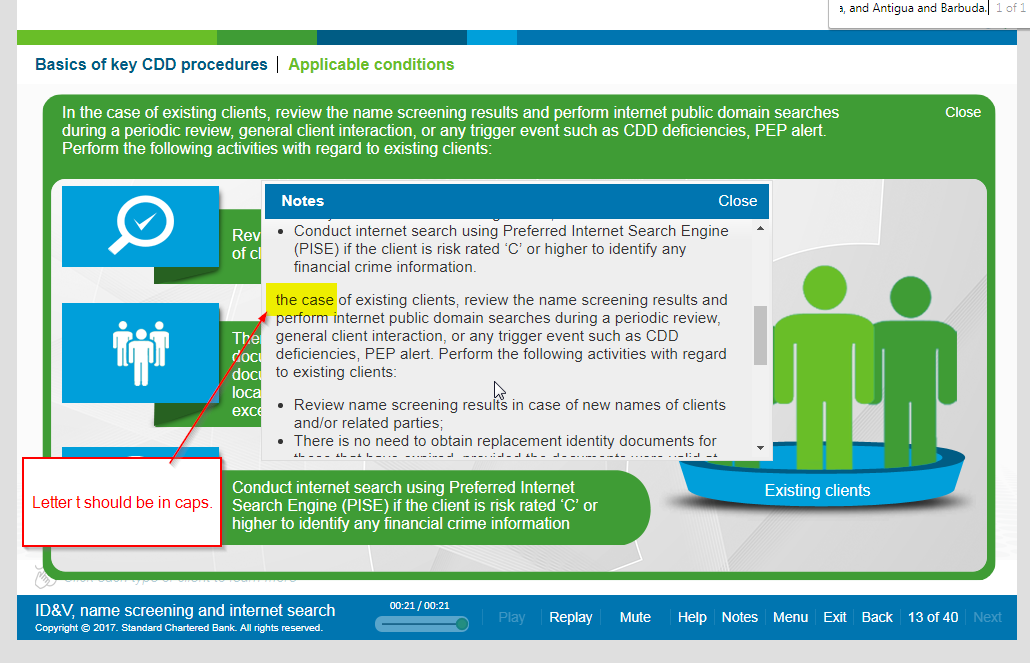 , and Antigua and Barbuda. 1 of 1
Basics of key CDD procedures | Applicable conditions
In the case of existing clients, review the name screening results and perform internet public domain searches
during a periodic review, general client interaction, or any trigger event such as CDD deficiencies, PEP alert.
Perform the following activities with regard to existing clients:
Close
Notes
Close
Conduct internet search using Preferred Internet Search Engine
(PISE) if the client is risk rated ‘C’ or higher to identify any
financial crime information.
the case of existing clients, review the name screening results and
perform internet public domain searches during a periodic review,
general client interaction, or any trigger event such as CDD
deficiencies, PEP alert. Perform the following activities with regard
to existing clients:
Review name screening results in case of new names of clients
and/or related parties;
There is no need to obtain replacement identity documents for
Rev
of cl
The
docu
docu
loca
exce
Letter t should be in caps.
Conduct internet search using Preferred Internet
Search Engine (PISE) if the client is risk rated ‘C’ or
higher to identify any financial crime information
Existing clients
Click each type of client to learn more
ID&V, name screening and internet search
Copyright © 2017. Standard Chartered Bank. All rights reserved.
00:21 / 00:21
Play Replay Mute Help Notes Menu Exit Back 13 of 40 Next